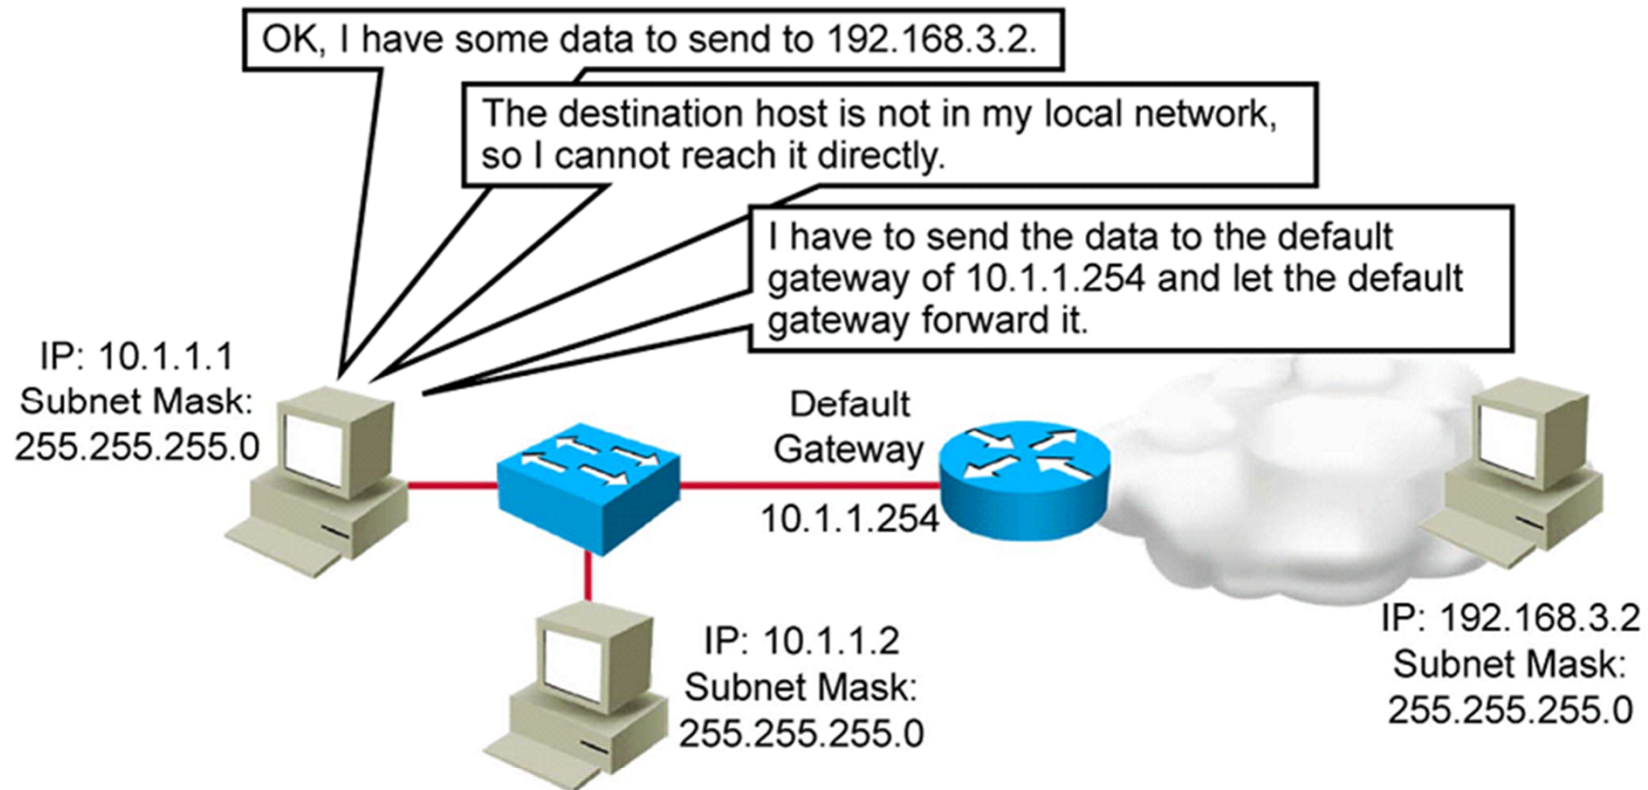 OK, I have some data to send to 192.168.3.2.
The destination host is not in my local network,
so I cannot reach it directly.
I have to send the data to the default
gateway of 10.1.1.254 and let the default
gateway forward it.
IP: 10.1.1.1
Subnet Mask:
255.255.255.0
Default
Gateway
10.1.1.254
IP: 10.1.1.2
Subnet Mask:
255.255.255.0
IP: 192.168.3.2
Subnet Mask:
255.255.255.0